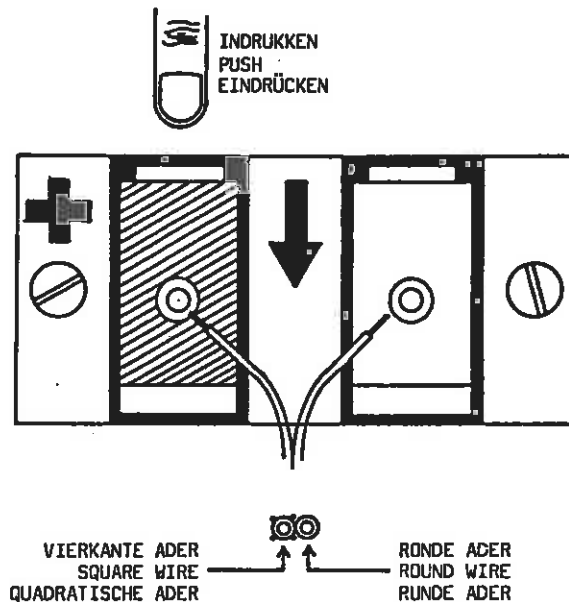 INDRUKKEN
PUSH
EINDRÜCKEN
VIERKANTE ADER
SQUARE WIRE
QUADRATISCHE ADER
RONDE ADER
ROUND WIRE
RUNDE ADER